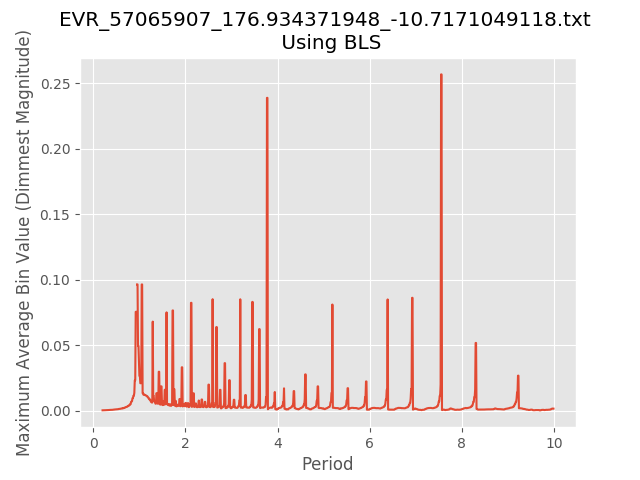 EVR_57065907_176.934371948_-10.7171049118.txt
Using BLS
Maximum Average Bin Value (Dimmest Magnitude)
0.25
0.20
0.15
0.10
0.05
0.00
0 2 4 6 8 10
Period